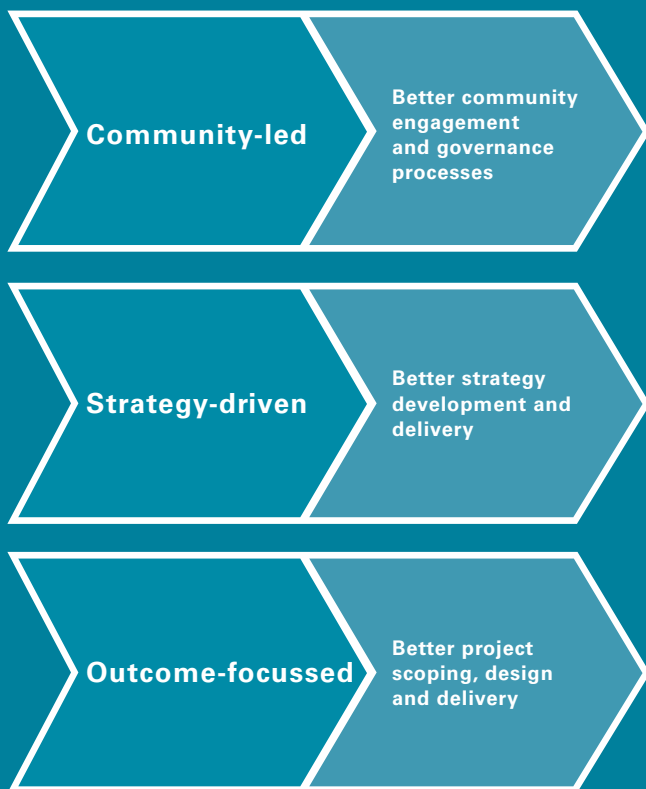 Community-led
Better community
engagement
and governance
processes
Strategy-driven
Better strategy
development and
delivery
Outcome-focussed
Better project
scoping, design
and delivery